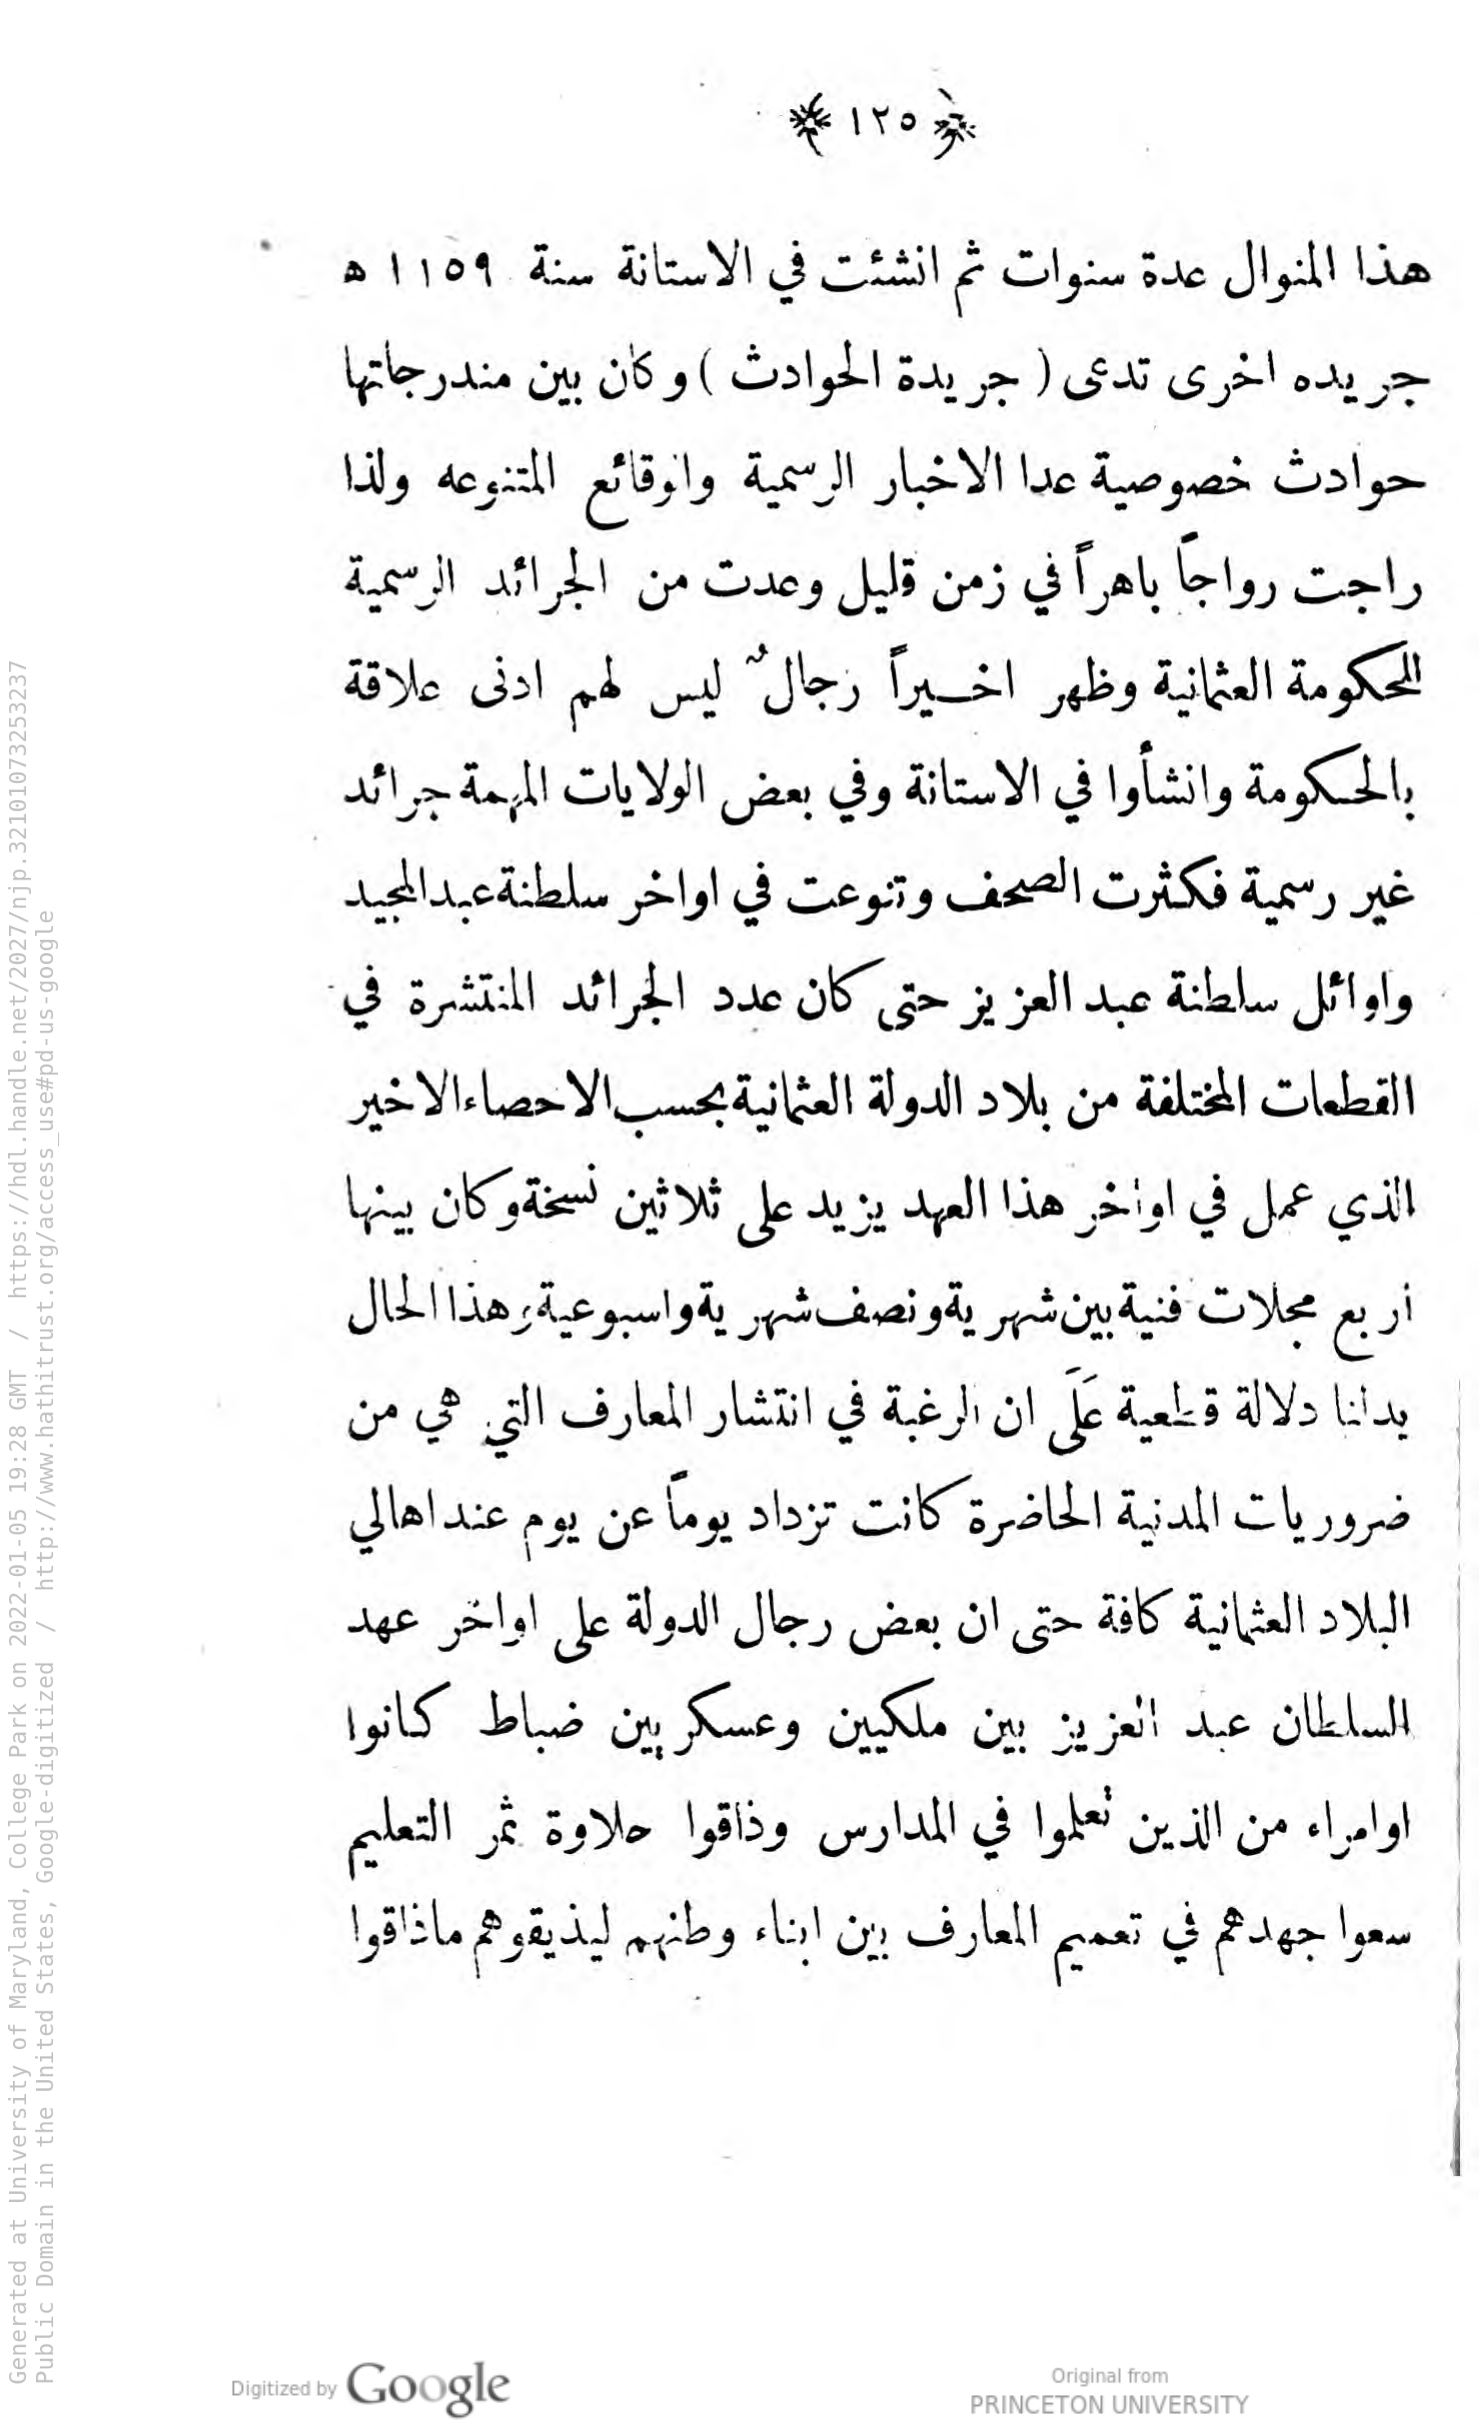 ١٢٥
هذا المنوال عدة سنوات ثم انشئت في الاستانة سنة ١١٥٩ ه
جريده اخرى تدعى ( جريدة الحوادث ) وكان بين مندرجاتها
حوادث خصوصية عدا الاخبار الرسمية والوقائع المتنوعه ولذا
راجت رواجاً باهراً في زمن قليل وعدت من الجرائد الرسمية
للحكومة العثمانية وظهر اخيراً رجالٌ ليس لهم ادنى علاقة
بالحكومة وانشأوا في الاستانة وفي بعض الولايات المهمة جرائد
غير رسمية فكثرت الصحف وتنوعت في اواخر سلطنة عبدالمجيد
واوائل سلطنة عبد العزيز حتى كان عدد الجرائد المنتشرة في
القطعات المختلفة من بلاد الدولة العثمانية بحسب الاحصاء الاخير
الذي عمل في اواخر هذا العهد يزيد على ثلاثين نسخة وكان بينها
اربع مجلات فنية بين شهرية ونصف شهرية واسبوعية وهذا الحال
يدلنا دلالة قطعية عَلَى ان الرغبة في انتشار المعارف التي هي من
ضروريات المدنية الحاضرة كانت تزداد يوماً عن يوم عند اهالي
البلاد العثمانية كافة حتى ان بعض رجال الدولة على اواخر عهد
السلطان عبد العزيز بين ملكيين وعسكريين ضباط كانوا
اوامراء من الذين تعلموا في المدارس وذاقوا حلاوة ثمر التعليم
سعوا جهدهم في تعميم المعارف بين ابناء وطنهم ليذيقوهم ماذاقوا
Generated at University of Maryland, College Park on 2022-01-05 19:28 GMT / https://hdl.handle.net/2027/njp.32101073253237
Public Domain in the United States, Google-digitized / http://www.hathitrust.org/access_use#pd-us-google
Digitized by Google
Original from
PRINCETON UNIVERSITY